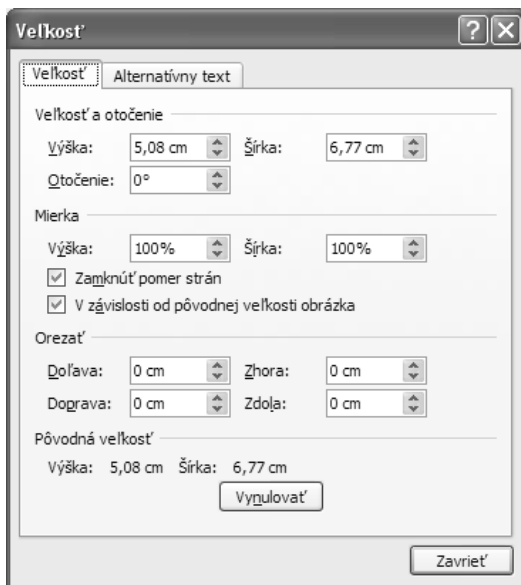 Veľkosť
Veľkosť Alternatívny text
Veľkosť a otočenie
Výška: 5,08 cm Šírka: 6,77 cm
Otočenie: 0°
Mierka
Výška: 100% Šírka: 100%
Zamknúť pomer strán
V závislosti od pôvodnej veľkosti obrázka
Orezať
Doľava: 0 cm Zhora: 0 cm
Doprava: 0 cm Zdola: 0 cm
Pôvodná veľkosť
Výška: 5,08 cm Šírka: 6,77 cm
Vynulovať
Zavrieť